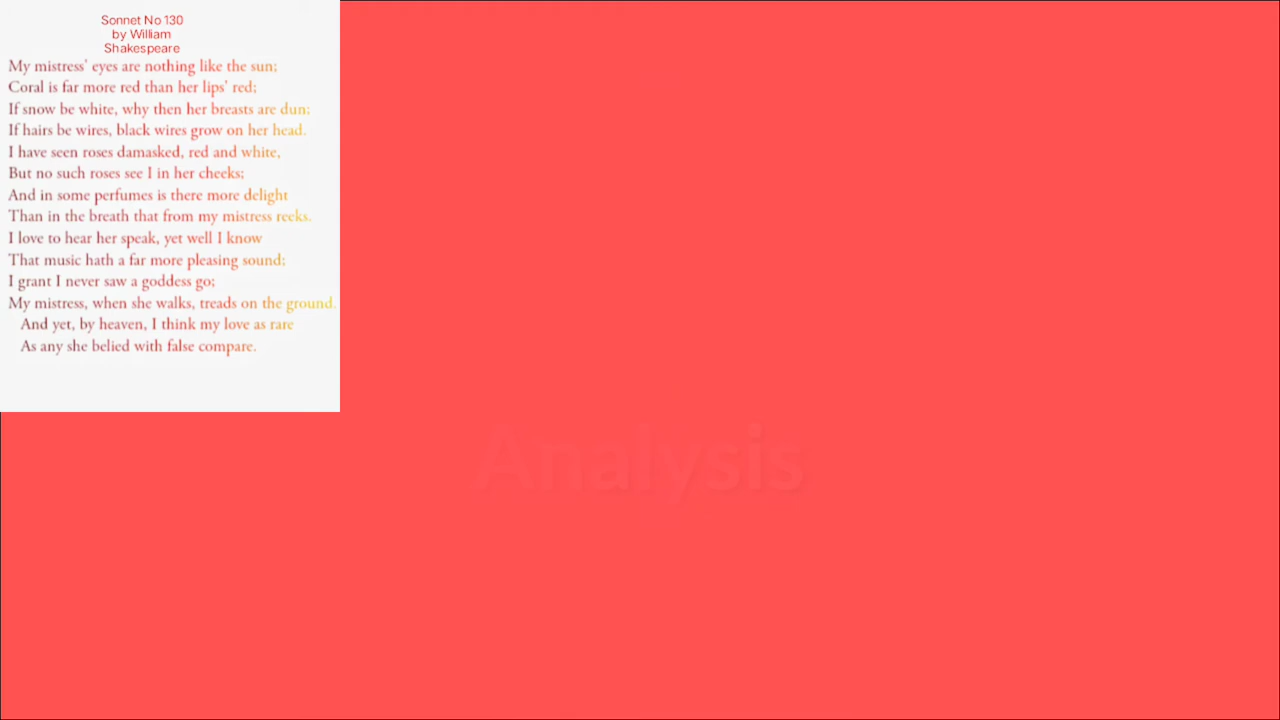 Sonnet No 130
by William
Shakespeare
My mistress' eyes are nothing like the sun;
Coral is far more red than her lips' red;
If snow be white, why then her breasts are dun;
If hairs be wires, black wires grow on her head.
I have seen roses damasked, red and white,
But no such roses see I in her cheeks;
And in some perfumes is there more delight
Than in the breath that from my mistress reeks.
I love to hear her speak, yet well I know
That music hath a far more pleasing sound;
I grant I never saw a goddess go;
My mistress, when she walks, treads on the ground.
And yet, by heaven, I think my love as rare
As any she belied with false compare.
Analysis